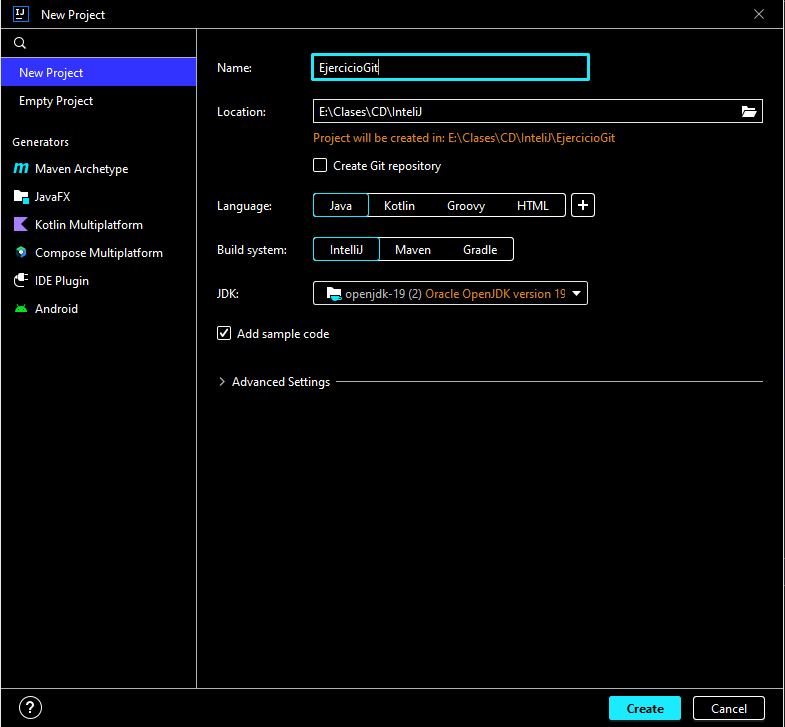 New Project
New Project
Empty Project
Generators
Maven Archetype
JavaFX
Kotlin Multiplatform
Compose Multiplatform
IDE Plugin
Android
Name: EjercicioGit
Location: E:\Clases\CD\InteliJ
Project will be created in: E:\Clases\CD\InteliJ\EjercicioGit
Create Git repository
Language: Java Kotlin Groovy HTML +
Build system: IntelliJ Maven Gradle
JDK: openjdk-19 (2) Oracle OpenJDK version 19
Add sample code
Advanced Settings
? Create Cancel